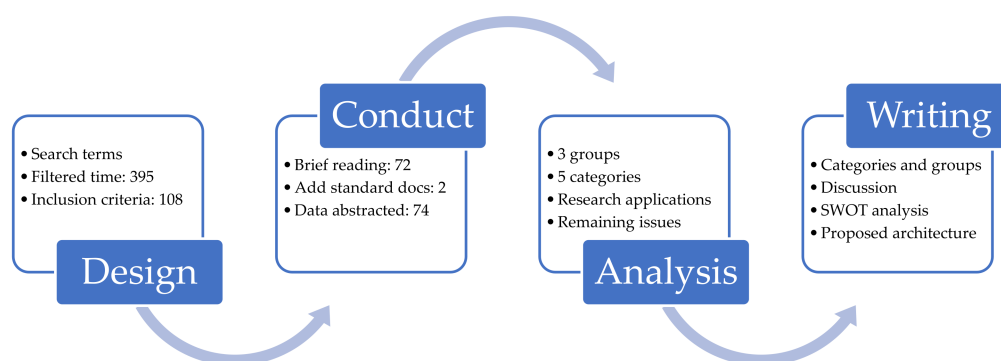 • Search terms
• Filtered time: 395
• Inclusion criteria: 108
Design
Conduct
• Brief reading: 72
• Add standard docs: 2
• Data abstracted: 74
• 3 groups
• 5 categories
• Research applications
• Remaining issues
Analysis
Writing
• Categories and groups
• Discussion
• SWOT analysis
• Proposed architecture